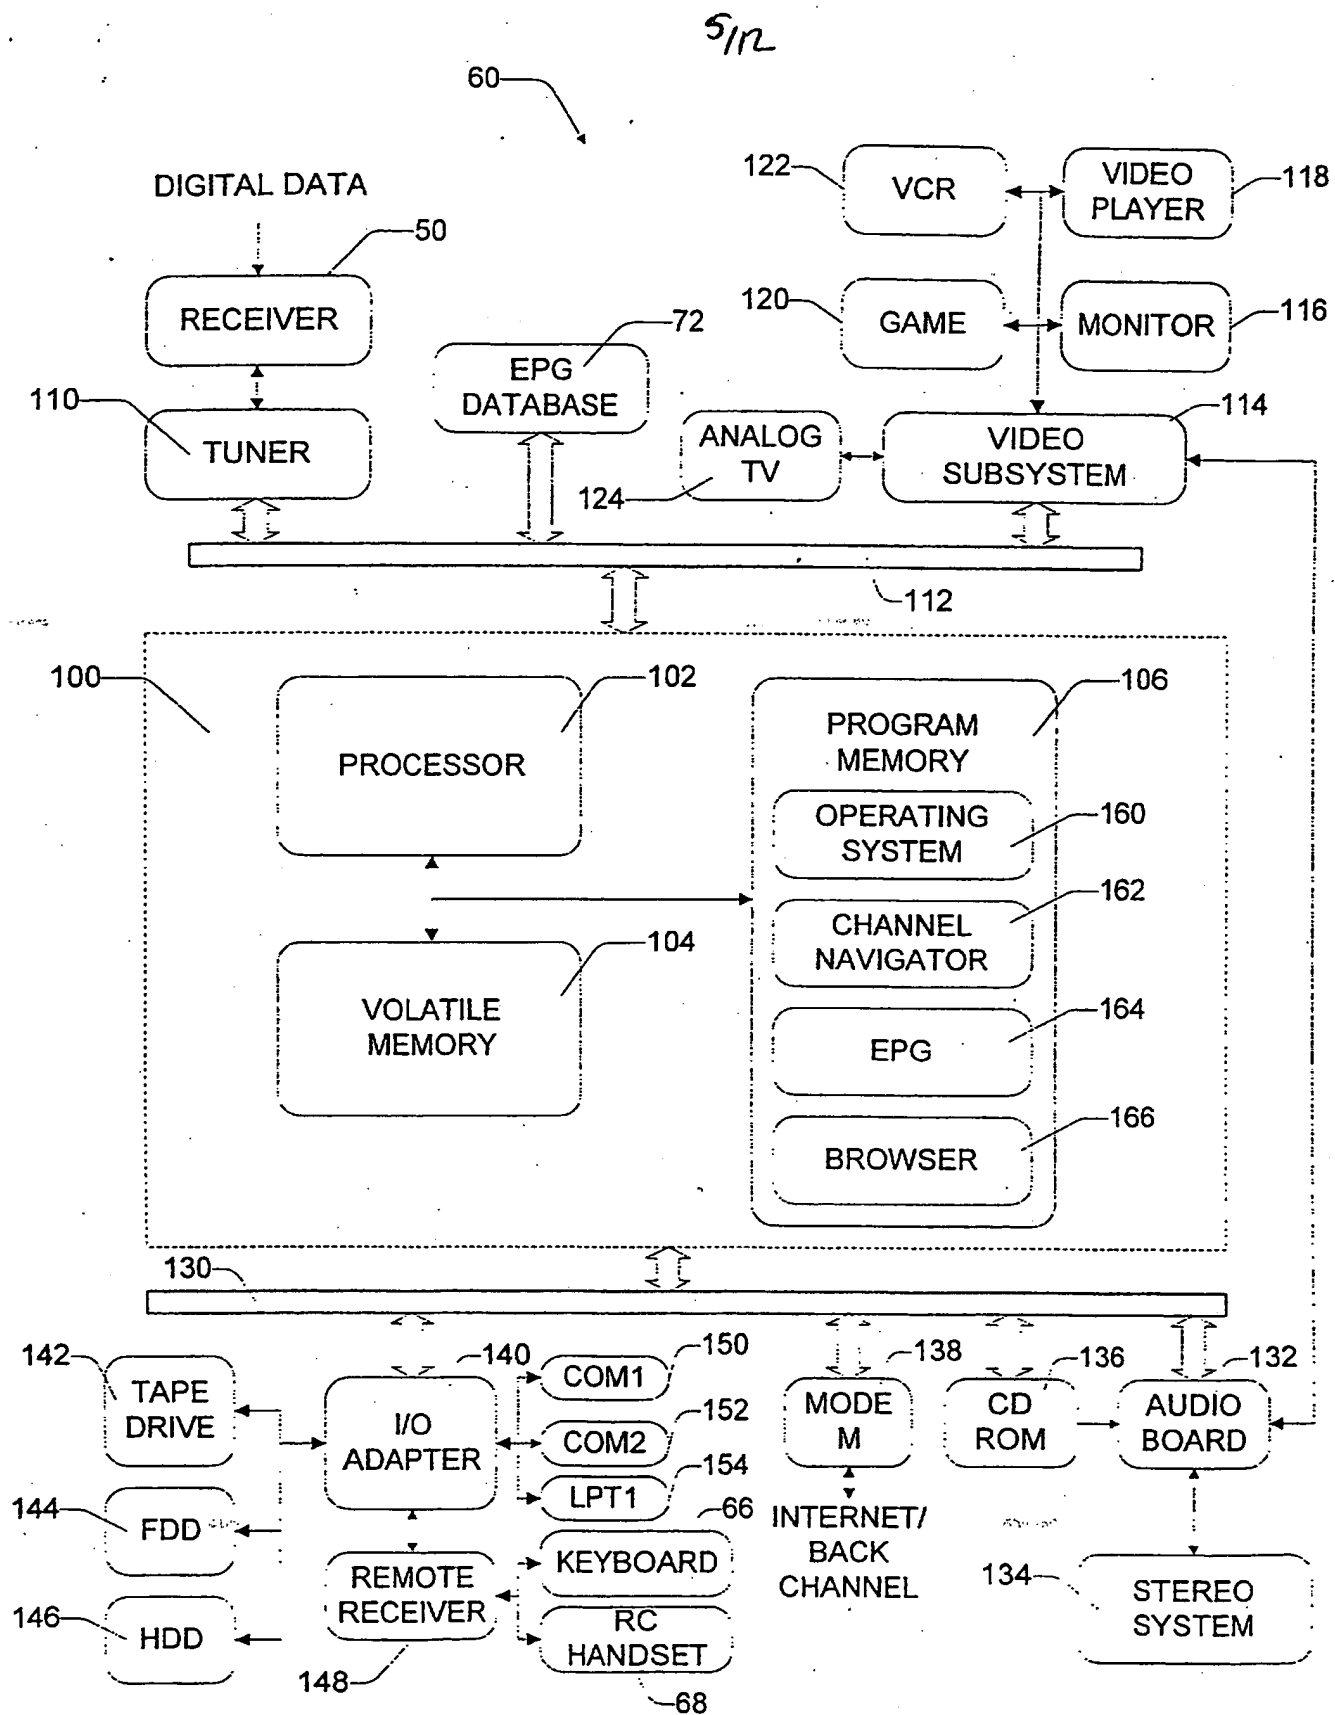 5/12
60
DIGITAL DATA
50
RECEIVER
110
TUNER
72
EPG
DATABASE
122
VCR
VIDEO
PLAYER
118
120
GAME
MONITOR
116
ANALOG
TV
124
VIDEO
SUBSYSTEM
114
112
100
102
PROCESSOR
104
VOLATILE
MEMORY
106
PROGRAM
MEMORY
OPERATING
SYSTEM
160
CHANNEL
NAVIGATOR
162
EPG
164
BROWSER
166
130
142
TAPE
DRIVE
144
FDD
146
HDD
140
I/O
ADAPTER
REMOTE
RECEIVER
148
COM1
150
COM2
152
LPT1
154
KEYBOARD
66
RC
HANDSET
68
138
MODE
M
INTERNET/
BACK
CHANNEL
136
CD
ROM
132
AUDIO
BOARD
134
STEREO
SYSTEM